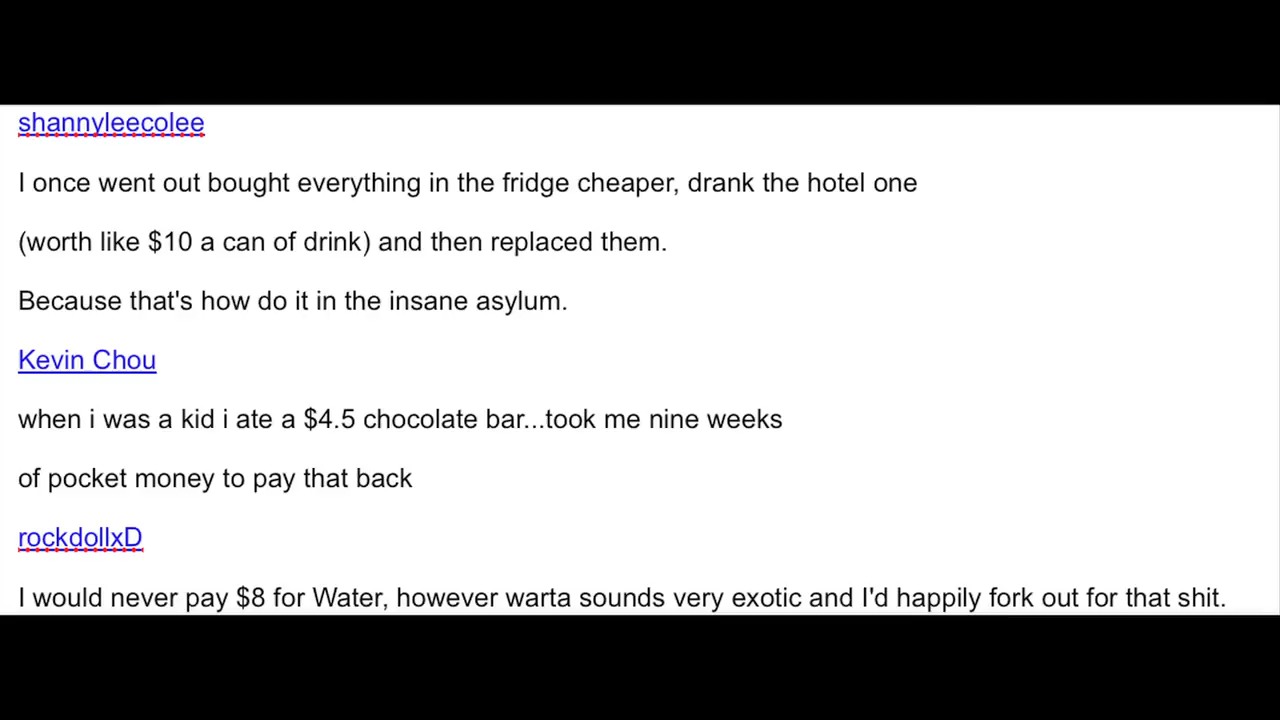 shannyleecolee
I once went out bought everything in the fridge cheaper, drank the hotel one
(worth like $10 a can of drink) and then replaced them.
Because that's how do it in the insane asylum.
Kevin Chou
when i was a kid i ate a $4.5 chocolate bar...took me nine weeks
of pocket money to pay that back
rockdollxD
I would never pay $8 for Water, however warta sounds very exotic and I'd happily fork out for that shit.